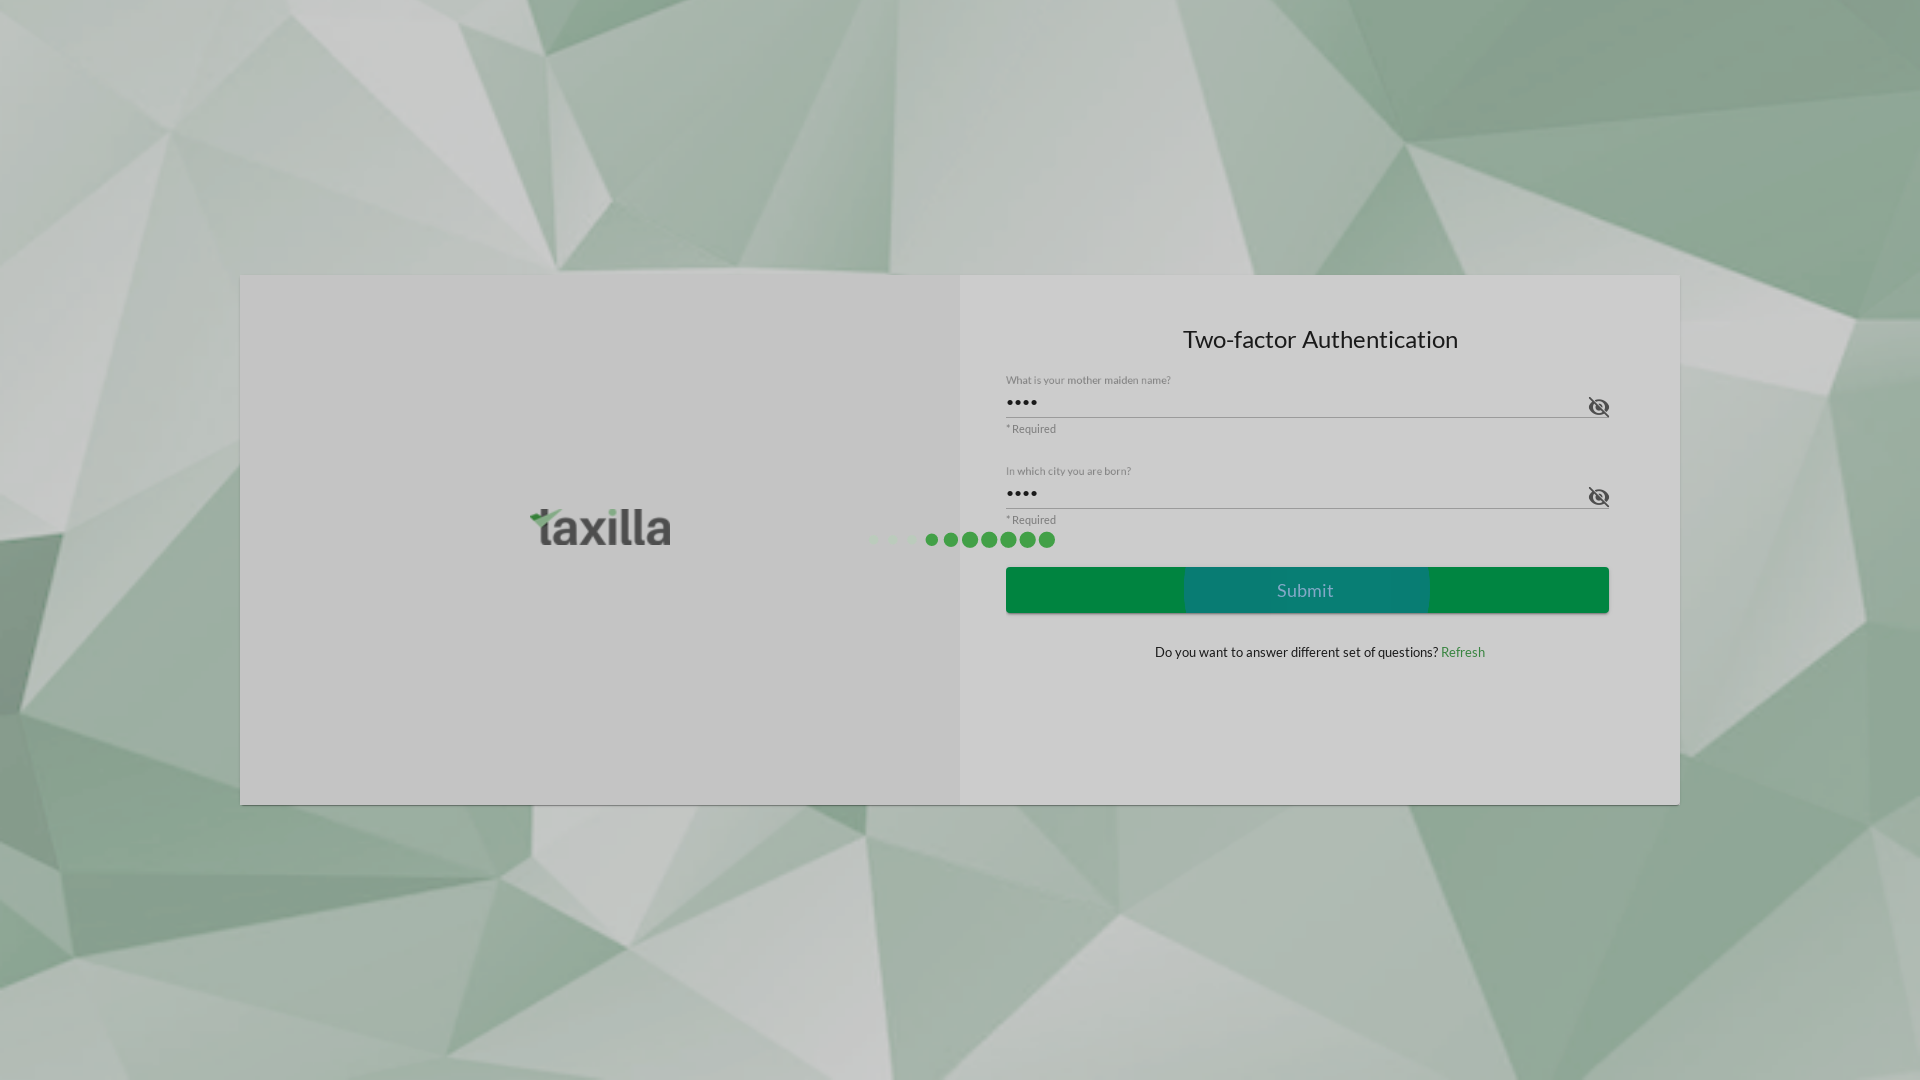 taxilla
Two-factor Authentication
What is your mother maiden name?
••••
* Required
In which city you are born?
••••
* Required
Submit
Do you want to answer different set of questions? Refresh